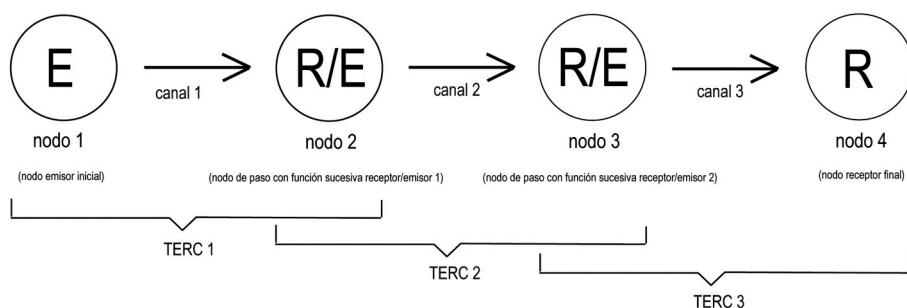 E
R/E
R/E
R
canal 1
canal 2
canal 3
nodo 1
nodo 2
nodo 3
nodo 4
(nodo emisor inicial)
(nodo de paso con función sucesiva receptor/emisor 1)
(nodo de paso con función sucesiva receptor/emisor 2)
(nodo receptor final)
TERC 1
TERC 2
TERC 3